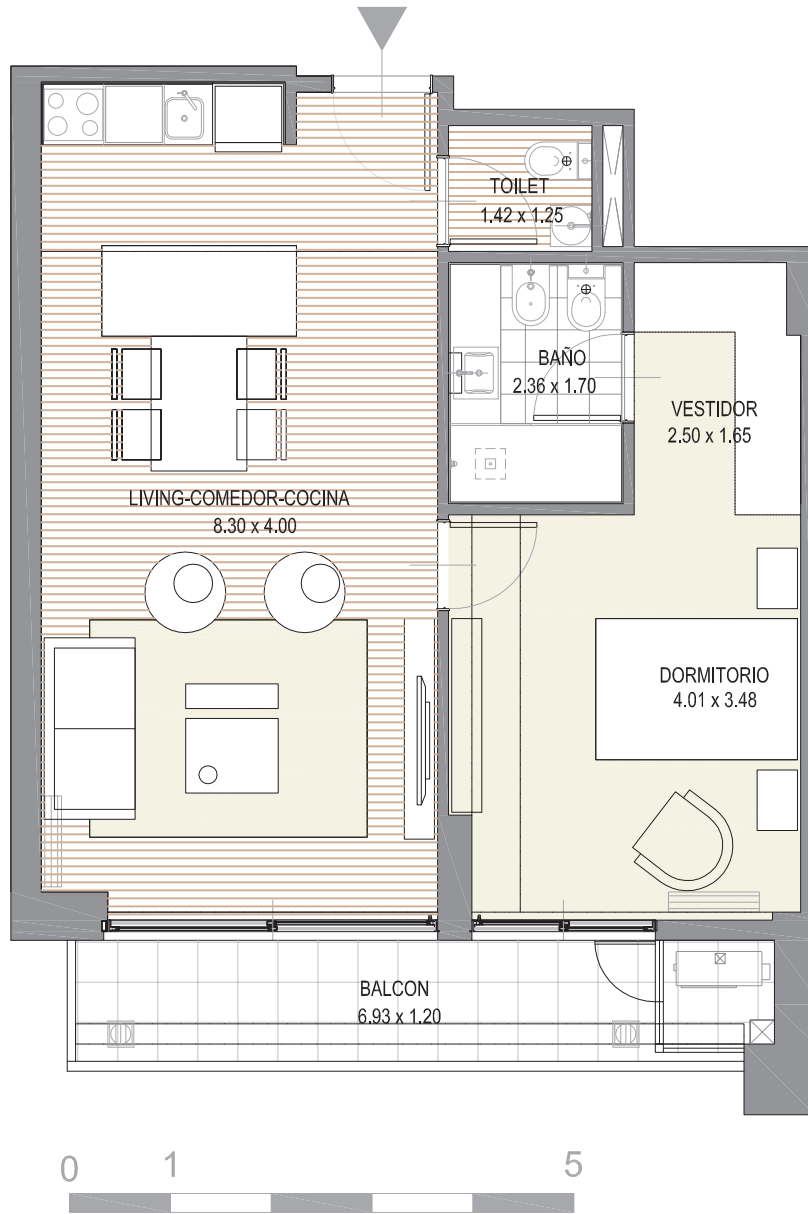 TOILET
1.42 x 1.25
BAÑO
2.36 x 1.70
VESTIDOR
2.50 x 1.65
LIVING-COMEDOR-COCINA
8.30 x 4.00
DORMITORIO
4.01 x 3.48
BALCON
6.93 x 1.20
0 1 5